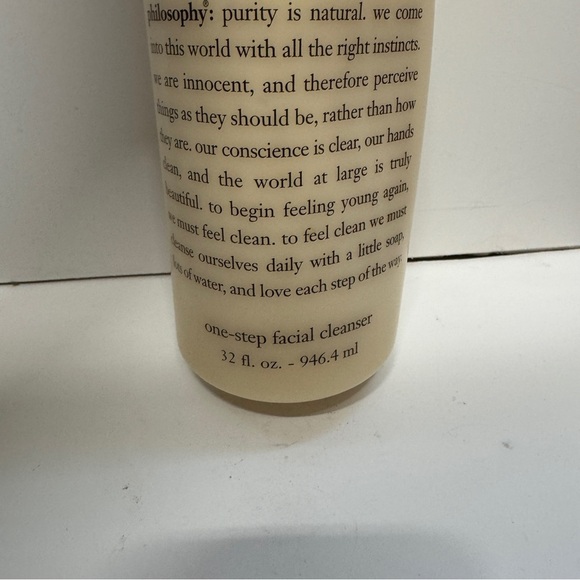 philosophy®: purity is natural. we come
into this world with all the right instincts.
we are innocent, and therefore perceive
things as they should be, rather than how
they are. our conscience is clear, our hands
clean, and the world at large is truly
beautiful. to begin feeling young again,
we must feel clean. to feel clean we must
cleanse ourselves daily with a little soap,
of water, and love each step of the way.
one-step facial cleanser
32 fl. oz. - 946.4 ml